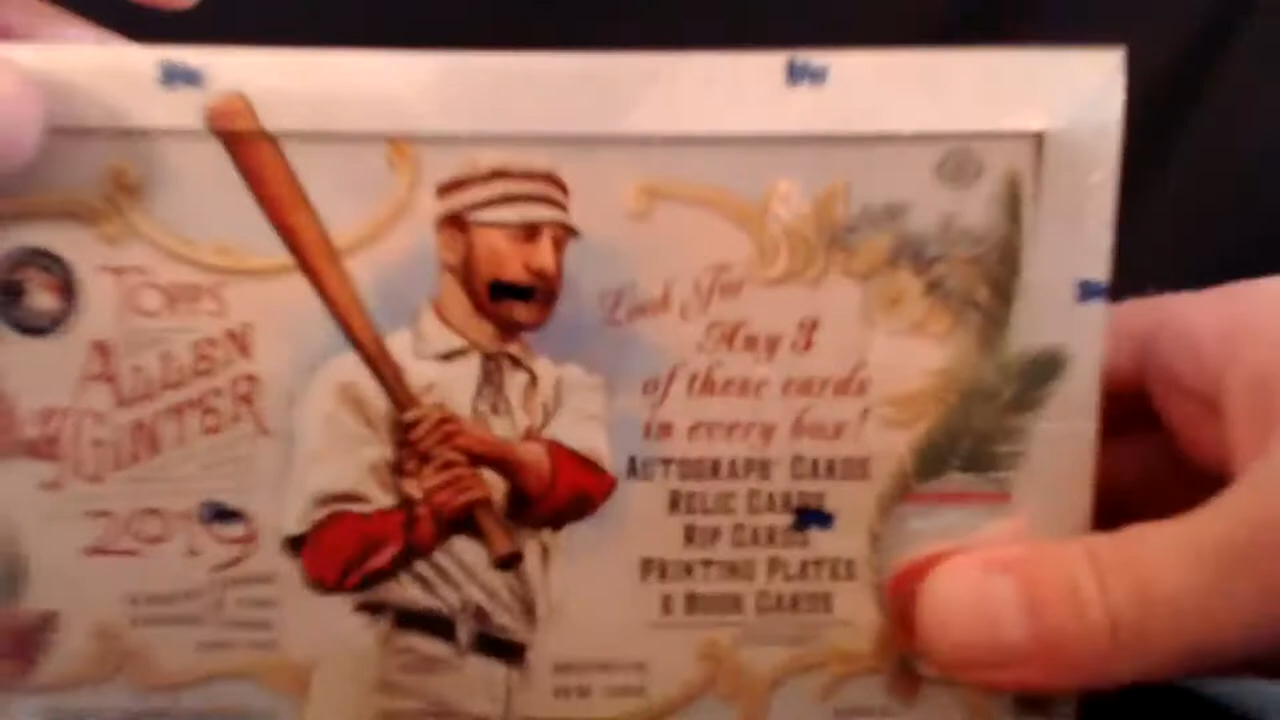 TOPPS
ALLEN
& GINTER
2019
Look For
Any 3
of these cards
in every box!
AUTOGRAPH CARDS
RELIC CARDS
RIP CARDS
PRINTING PLATES
& BOOK CARDS